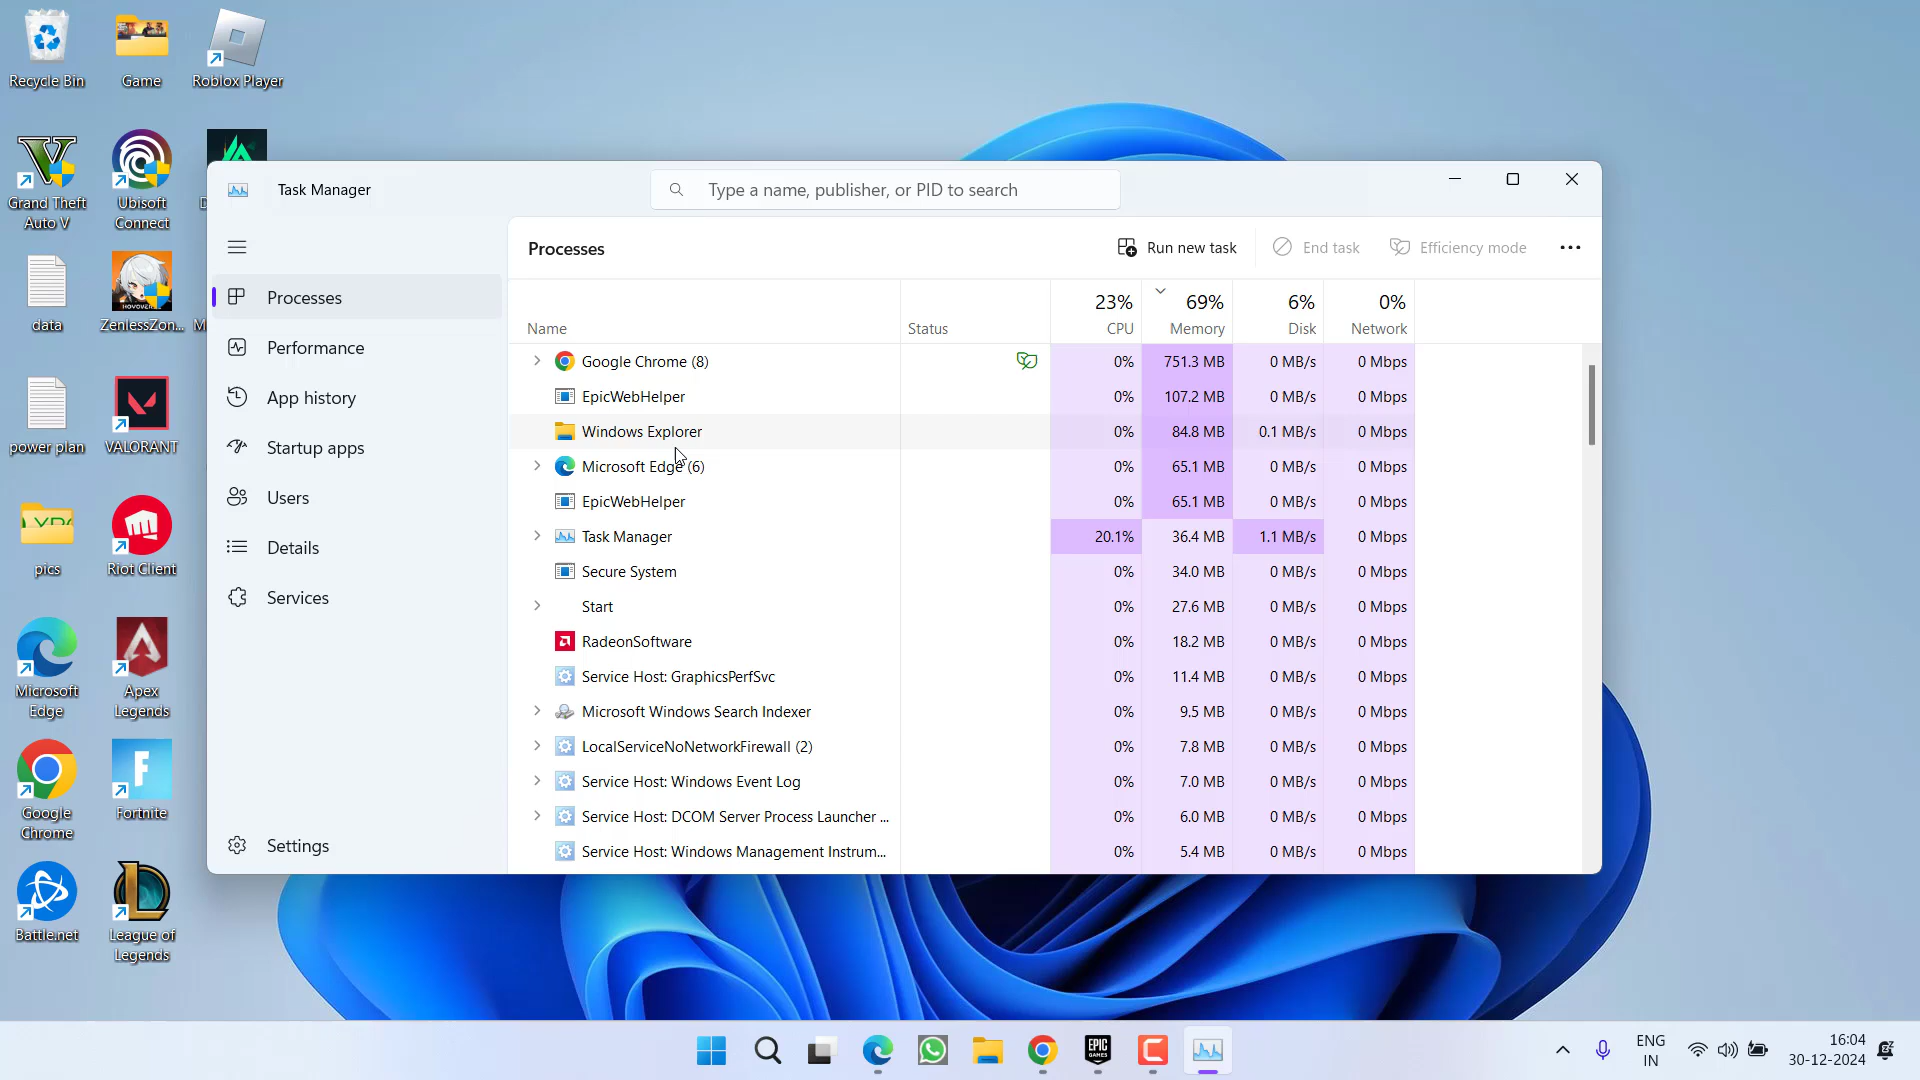 Recycle Bin
Game
Roblox Player
Grand Theft
Auto V
Ubisoft
Connect
D
data
ZenlessZon...
M
power plan
VALORANT
pics
Riot Client
Microsoft
Edge
Apex
Legends
Google
Chrome
Fortnite
Battle.net
League of
Legends
Task Manager
Type a name, publisher, or PID to search
Processes
Performance
App history
Startup apps
Users
Details
Services
Settings
Processes
Run new task
End task
Efficiency mode
23% 69% 6% 0%
Name Status CPU Memory Disk Network
Google Chrome (8) 0% 751.3 MB 0 MB/s 0 Mbps
EpicWebHelper 0% 107.2 MB 0 MB/s 0 Mbps
Windows Explorer 0% 84.8 MB 0.1 MB/s 0 Mbps
Microsoft Edge (6) 0% 65.1 MB 0 MB/s 0 Mbps
EpicWebHelper 0% 65.1 MB 0 MB/s 0 Mbps
Task Manager 20.1% 36.4 MB 1.1 MB/s 0 Mbps
Secure System 0% 34.0 MB 0 MB/s 0 Mbps
Start 0% 27.6 MB 0 MB/s 0 Mbps
RadeonSoftware 0% 18.2 MB 0 MB/s 0 Mbps
Service Host: GraphicsPerfSvc 0% 11.4 MB 0 MB/s 0 Mbps
Microsoft Windows Search Indexer 0% 9.5 MB 0 MB/s 0 Mbps
LocalServiceNoNetworkFirewall (2) 0% 7.8 MB 0 MB/s 0 Mbps
Service Host: Windows Event Log 0% 7.0 MB 0 MB/s 0 Mbps
Service Host: DCOM Server Process Launcher ... 0% 6.0 MB 0 MB/s 0 Mbps
Service Host: Windows Management Instrum... 0% 5.4 MB 0 MB/s 0 Mbps
EPIC
GAMES
ENG
IN
16:04
30-12-2024